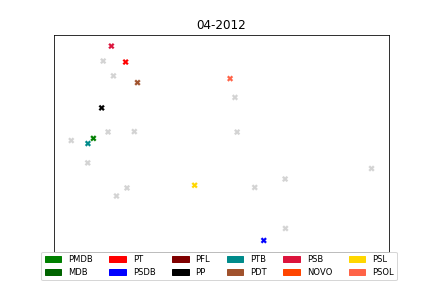 04-2012
PMDB PT PFL PTB PSB PSL
MDB PSDB PP PDT NOVO PSOL